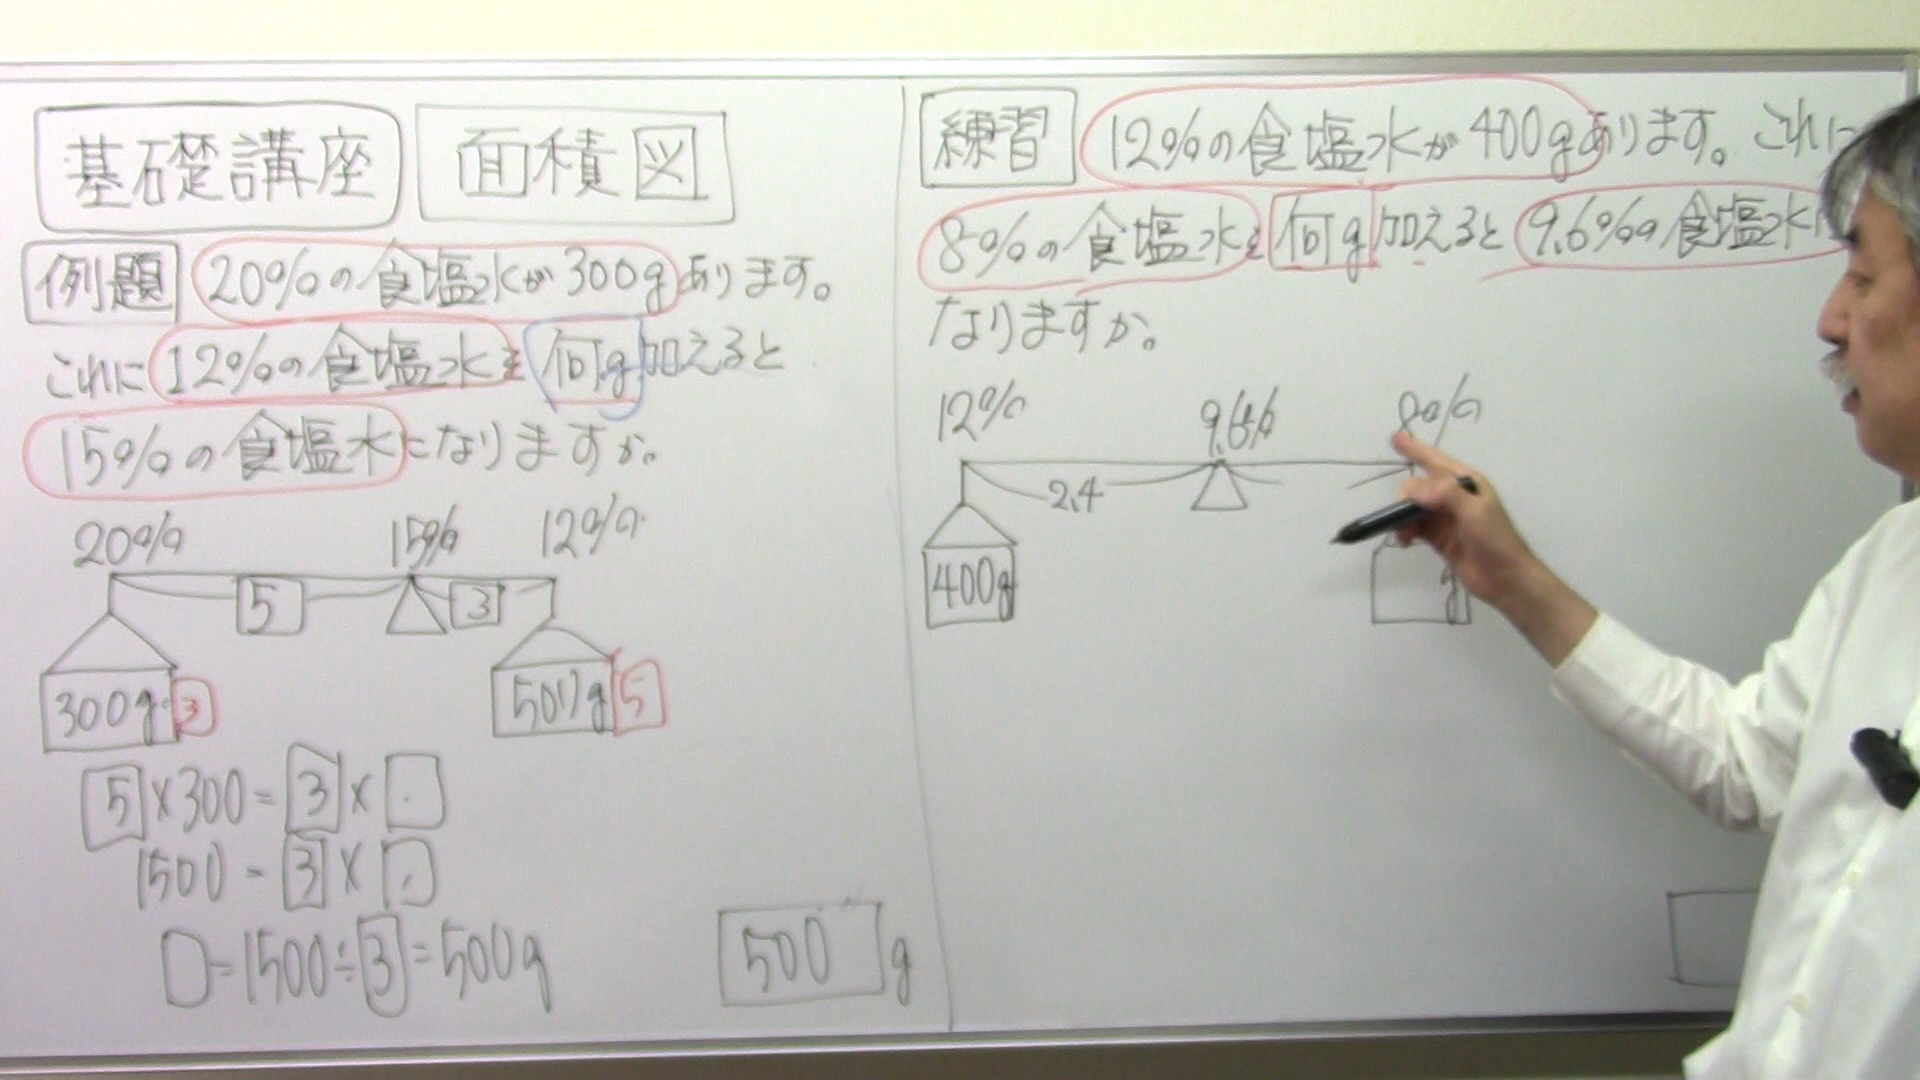 基礎講座 面積図
例題 20%の食塩水が300gあります。
これに12%の食塩水を何g加えると
15%の食塩水になりますか。
20% 15% 12%
5 3
300g 3 500g 5
5×300=3×□
1500=3×□
□=1500÷3=500g
500 g
練習 12%の食塩水が400gあります。これに
8%の食塩水を何g加えると9.6%の食塩水
なりますか。
12% 9.6% 8%
2.4
400g g